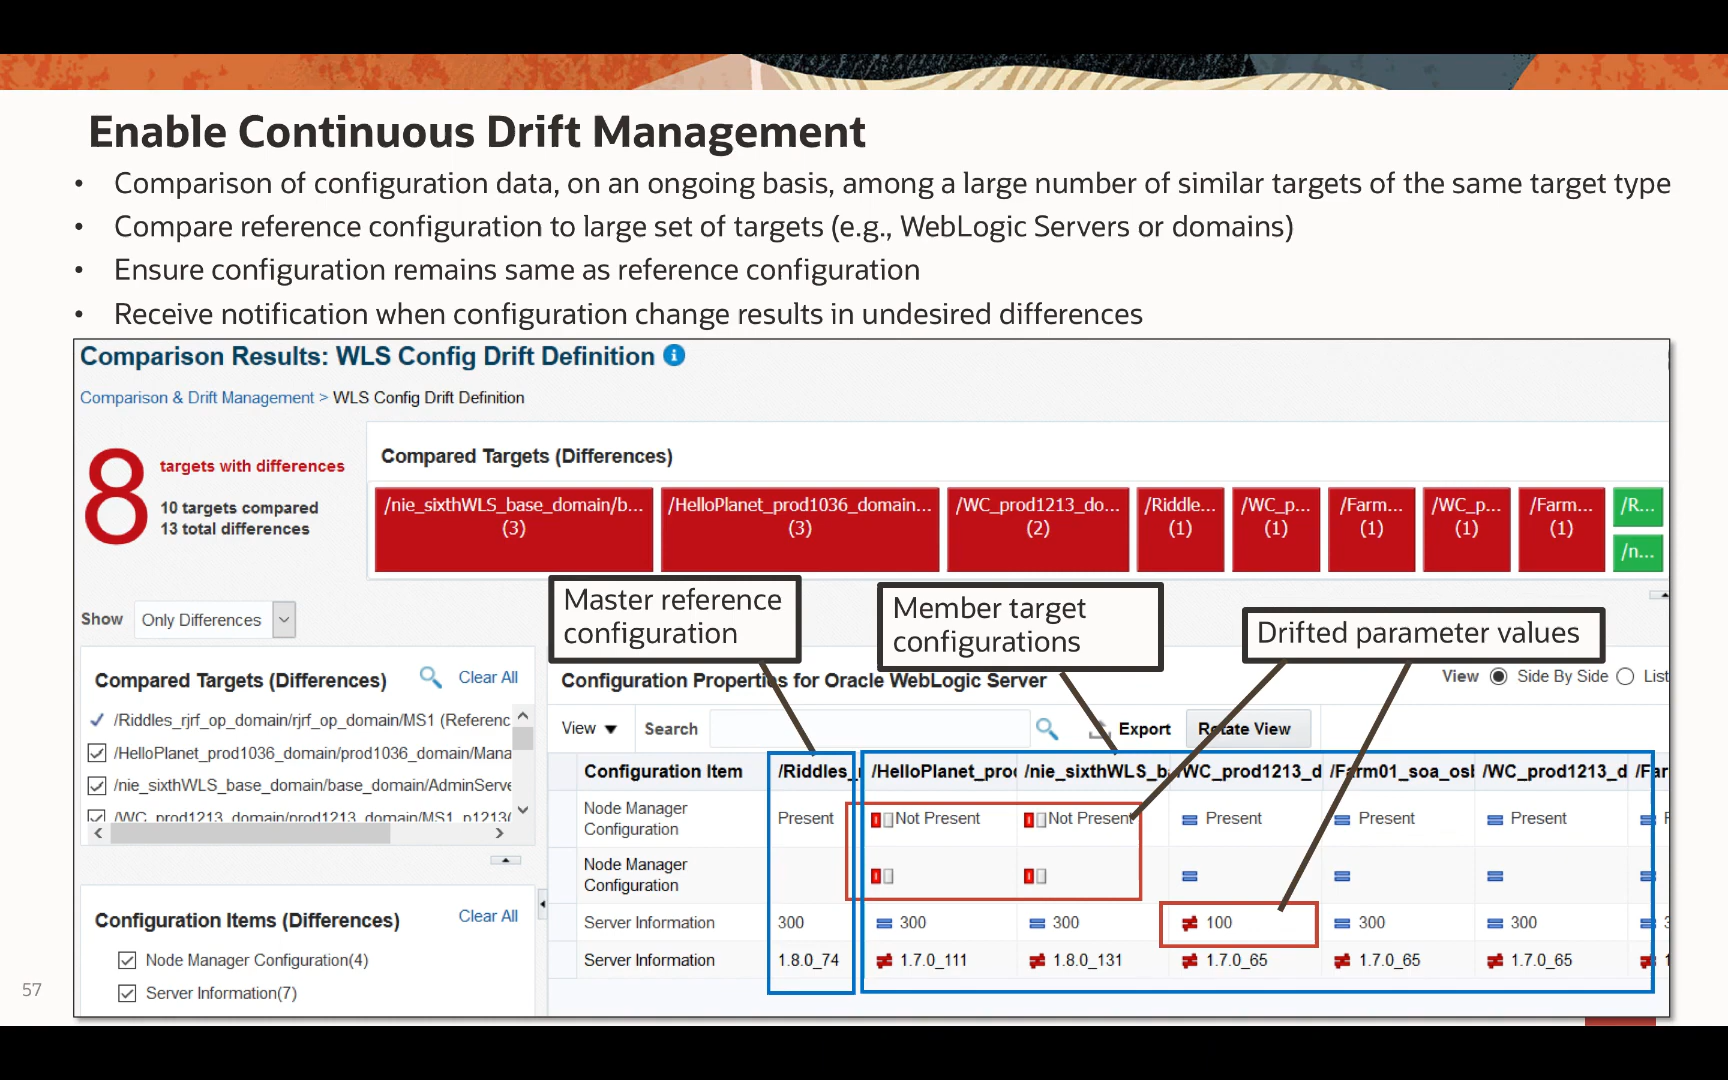 Enable Continuous Drift Management
• Comparison of configuration data, on an ongoing basis, among a large number of similar targets of the same target type
• Compare reference configuration to large set of targets (e.g., WebLogic Servers or domains)
• Ensure configuration remains same as reference configuration
• Receive notification when configuration change results in undesired differences
Comparison Results: WLS Config Drift Definition
Comparison & Drift Management > WLS Config Drift Definition
8 targets with differences
10 targets compared
13 total differences
Compared Targets (Differences)
/nie_sixthWLS_base_domain/b... /HelloPlanet_prod1036_domain... /WC_prod1213_do... /Riddle... /WC_p... /Farm... /WC_p... /Farm... /R...
(3) (3) (2) (1) (1) (1) (1) (1)
/n...
Master reference
configuration
Member target
configurations
Drifted parameter values
Show Only Differences
Compared Targets (Differences) Clear All
/Riddles_rjrf_op_domain/rjrf_op_domain/MS1 (Referenc
/HelloPlanet_prod1036_domain/prod1036_domain/Mana
/nie_sixthWLS_base_domain/base_domain/AdminServe
/WC_prod1213_domain/prod1213_domain/MS1_p1213(
Configuration Items (Differences) Clear All
Node Manager Configuration(4)
Server Information(7)
Configuration Properties for Oracle WebLogic Server
View Side By Side List
View Search Export Rotate View
Configuration Item /Riddles_r /HelloPlanet_proc /nie_sixthWLS_b /WC_prod1213_d /Farm01_soa_osl /WC_prod1213_d /Far
Node Manager
Configuration
Present Not Present Not Present Present Present Present
Node Manager
Configuration
Server Information 300 300 300 100 300 300
Server Information 1.8.0_74 1.7.0_111 1.8.0_131 1.7.0_65 1.7.0_65 1.7.0_65
57